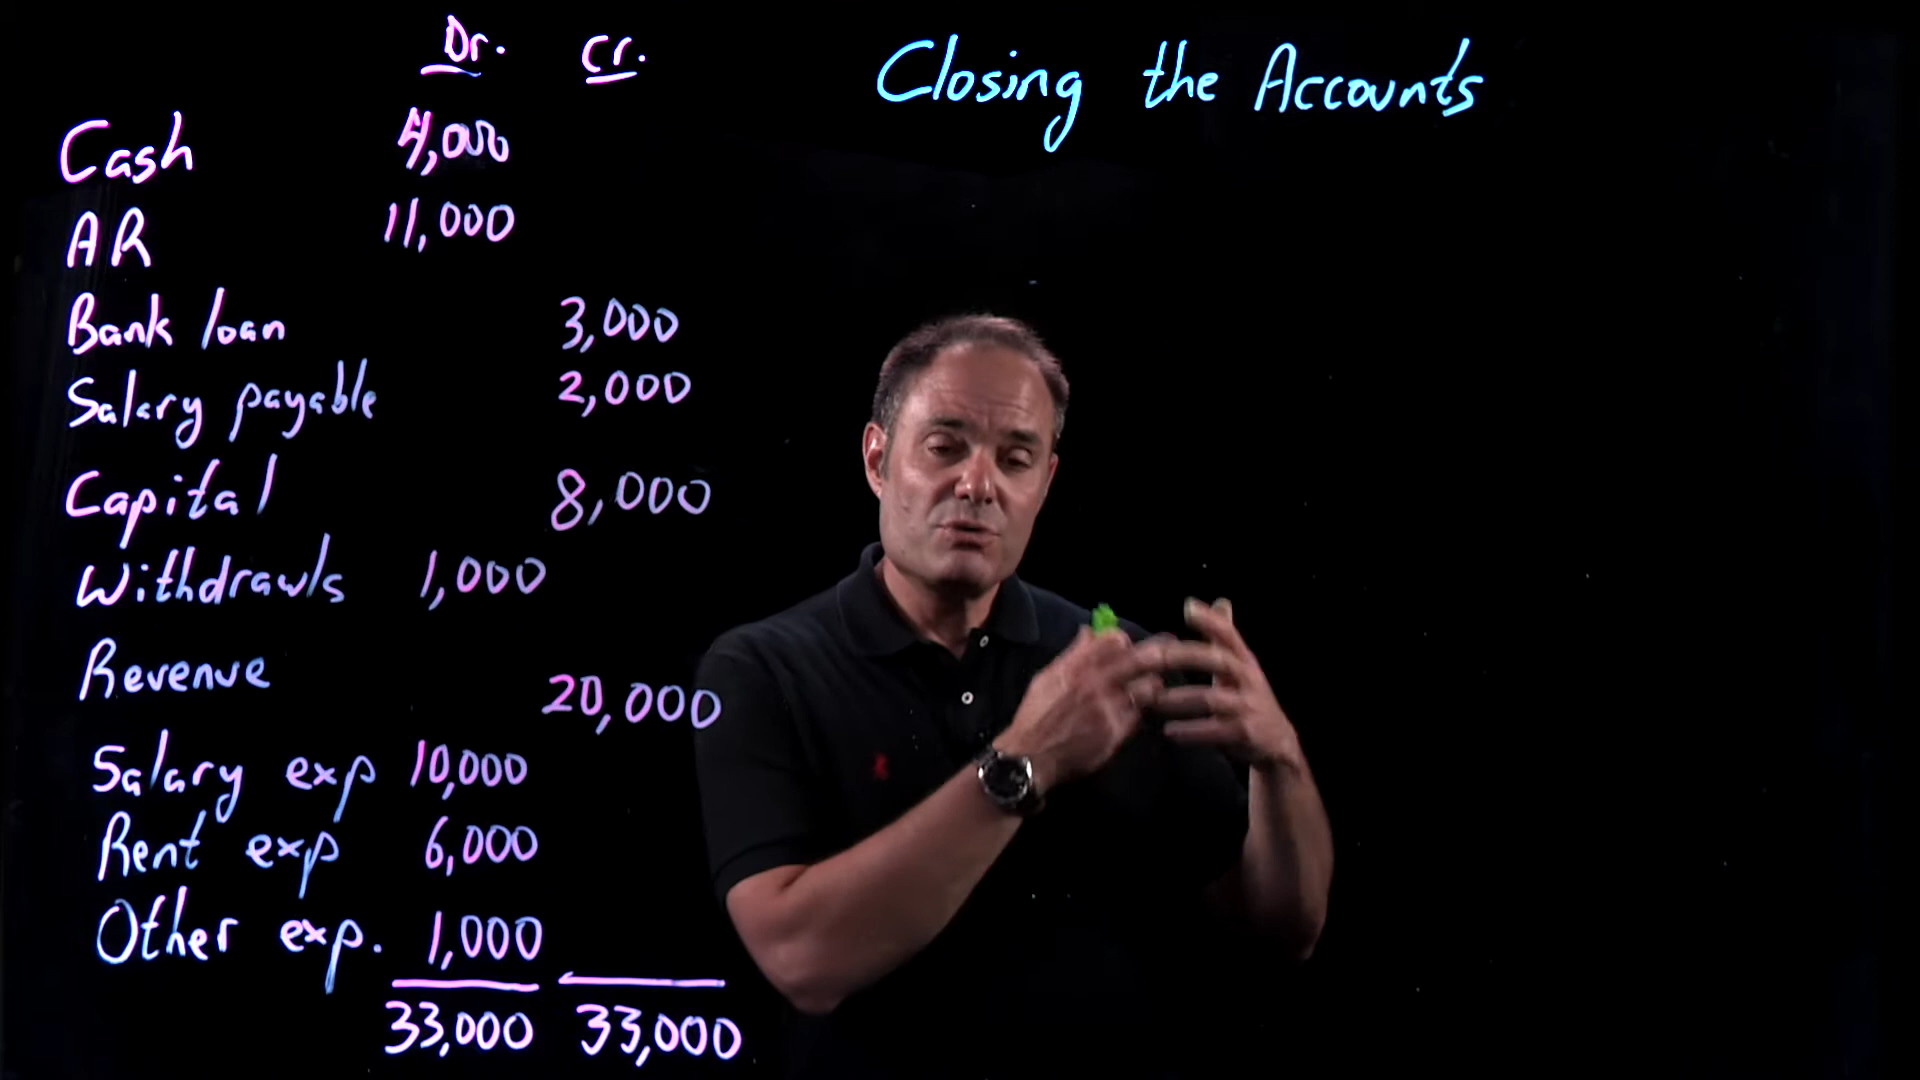 Dr. Cr.
Closing the Accounts
Cash 4,000
AR 11,000
Bank loan 3,000
Salary payable 2,000
Capital 8,000
Withdrawls 1,000
Revenue 20,000
Salary exp 10,000
Rent exp 6,000
Other exp. 1,000
33,000 33,000